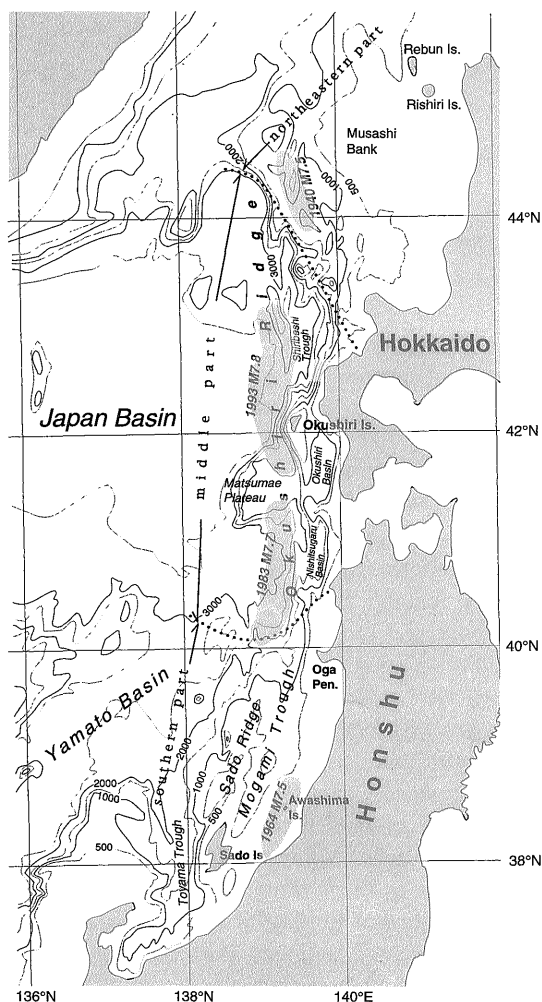 Rebun Is.
Rishiri Is.
northeastern part
Musashi
Bank
2000
1940 M7.5
1000
500
44°N
3000
Okushiri Ridge
Shiribeshi
Trough
Hokkaido
1993 M7.8
middle part
Japan Basin
Okushiri Is.
42°N
Okushiri
Basin
Matsumae
Plateau
1983 M7.7
Nishitsugaru
Basin
3000
40°N
Oga
Pen.
Yamato Basin
southern part
Sado Ridge
Mogami Trough
Honshu
2000
1000
500
2000
1000
500
1964 M7.5
Awashima
Is.
Sado Is
Toyama Trough
38°N
136°N
138°N
140°E